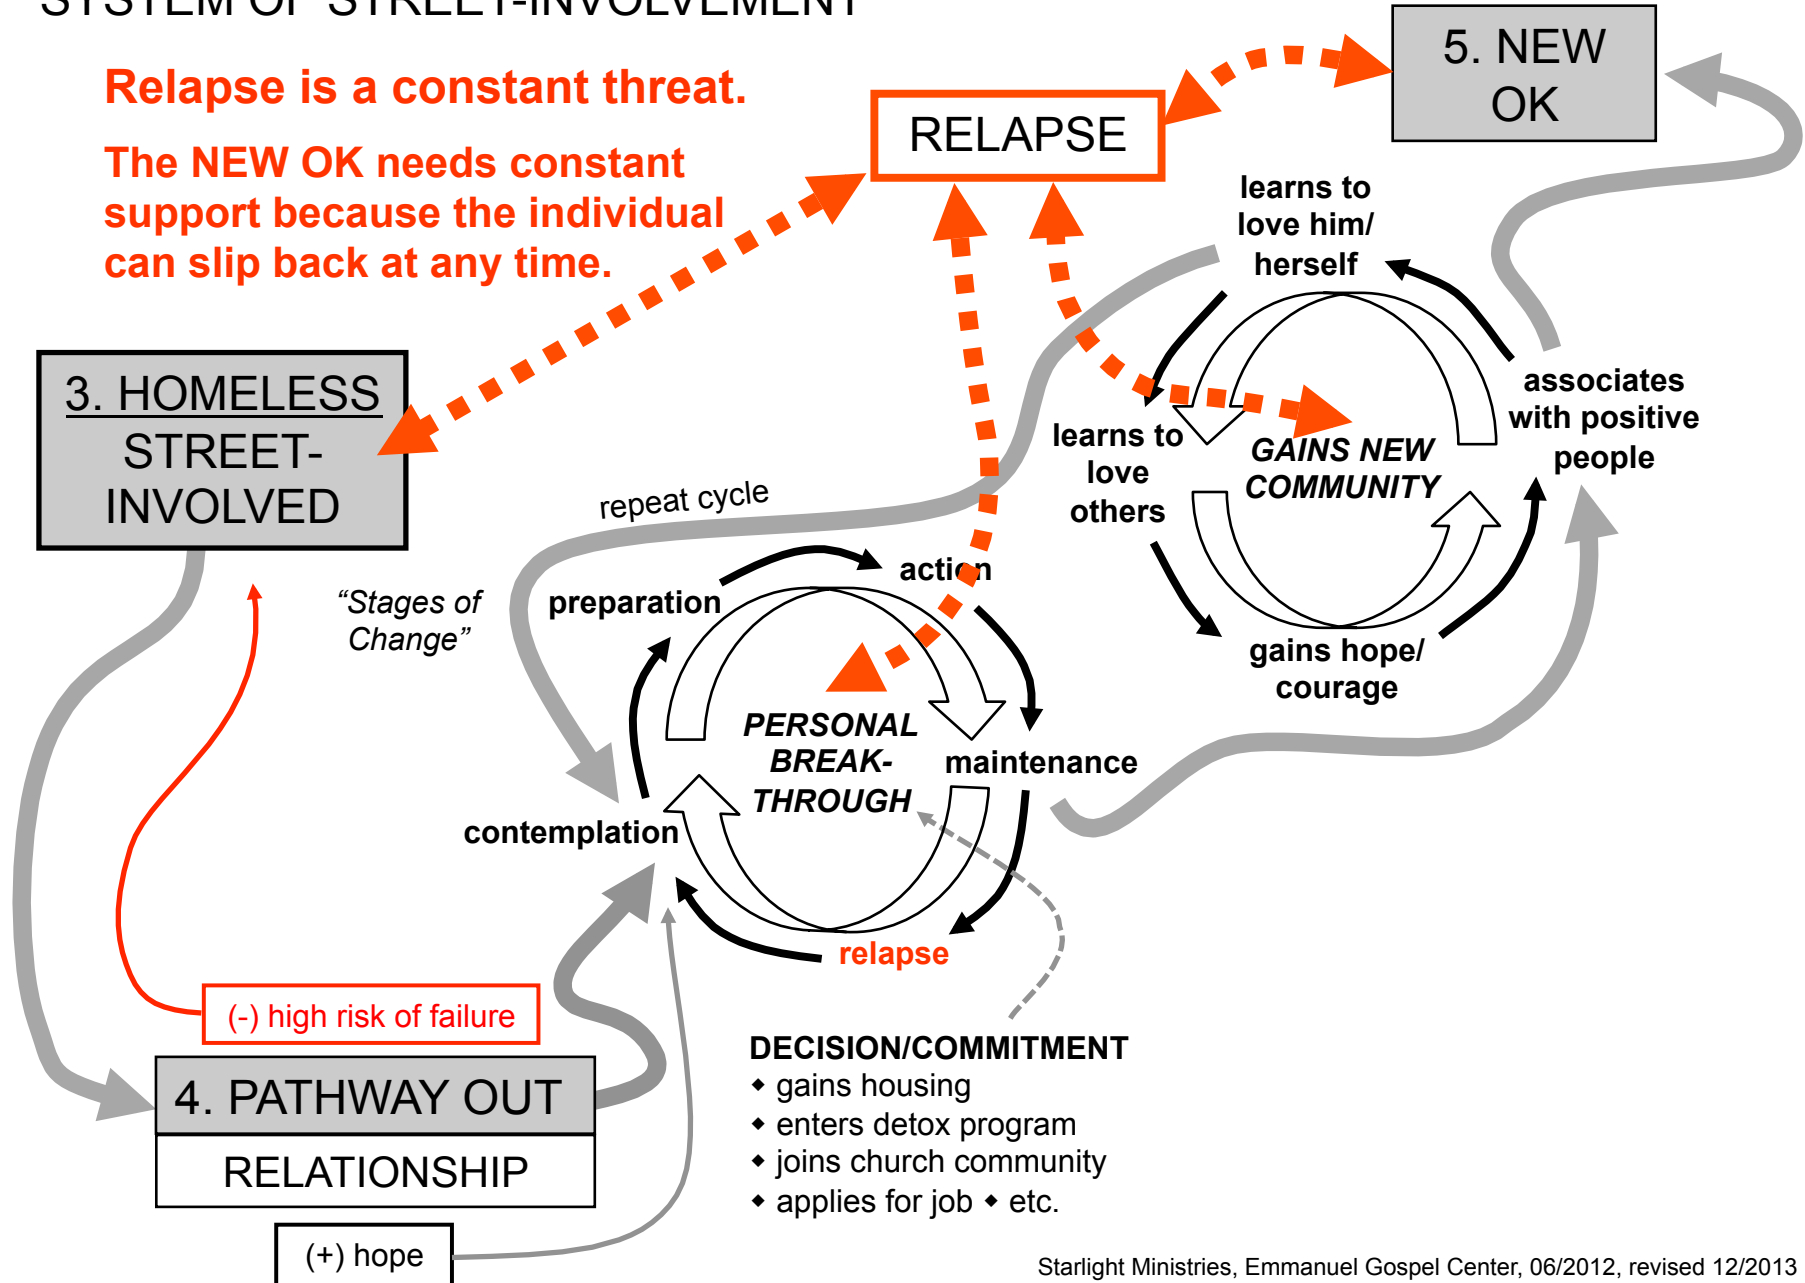 SYSTEM OF STREET-INVOLVEMENT
Relapse is a constant threat.
The NEW OK needs constant
support because the individual
can slip back at any time.
RELAPSE
5. NEW
OK
learns to
love him/
herself
3. HOMELESS
STREET-
INVOLVED
associates
with positive
people
learns to
love
others
GAINS NEW
COMMUNITY
gains hope/
courage
repeat cycle
“Stages of
Change”
preparation
action
PERSONAL
BREAK-
THROUGH
maintenance
contemplation
relapse
(-) high risk of failure
4. PATHWAY OUT
RELATIONSHIP
(+) hope
DECISION/COMMITMENT
◆ gains housing
◆ enters detox program
◆ joins church community
◆ applies for job ◆ etc.
Starlight Ministries, Emmanuel Gospel Center, 06/2012, revised 12/2013